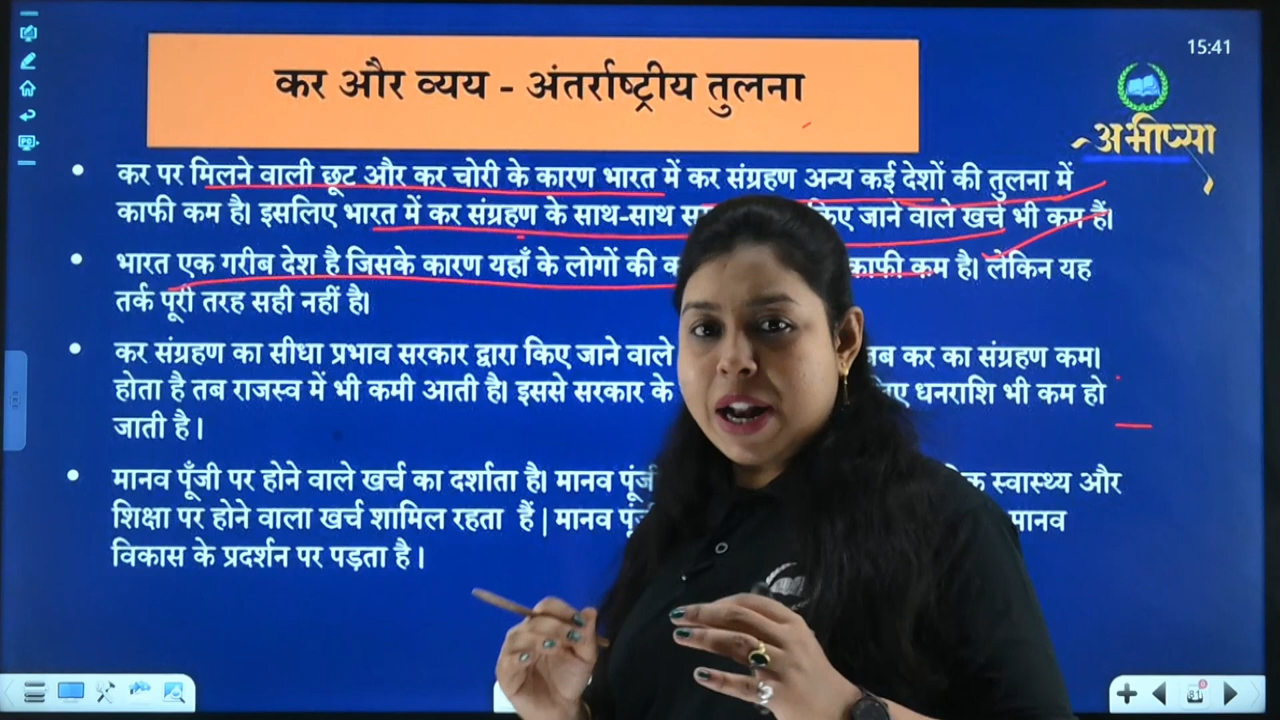 15:41
कर और व्यय - अंतर्राष्ट्रीय तुलना
अभीप्सा
कर पर मिलने वाली छूट और कर चोरी के कारण भारत में कर संग्रहण अन्य कई देशों की तुलना में
काफी कम है। इसलिए भारत में कर संग्रहण के साथ-साथ किए जाने वाले खर्च भी कम हैं।
भारत एक गरीब देश है जिसके कारण यहाँ के लोगों की काफी कम है। लेकिन यह
तर्क पूरी तरह सही नहीं है।
कर संग्रहण का सीधा प्रभाव सरकार द्वारा किए जाने वाले कर का संग्रहण कम।
होता है तब राजस्व में भी कमी आती है। इससे सरकार के धनराशि भी कम हो
जाती है ।
मानव पूँजी पर होने वाले खर्च का दर्शाता है। मानव स्वास्थ्य और
शिक्षा पर होने वाला खर्च शामिल रहता हैं | मानव मानव
विकास के प्रदर्शन पर पड़ता है ।
81